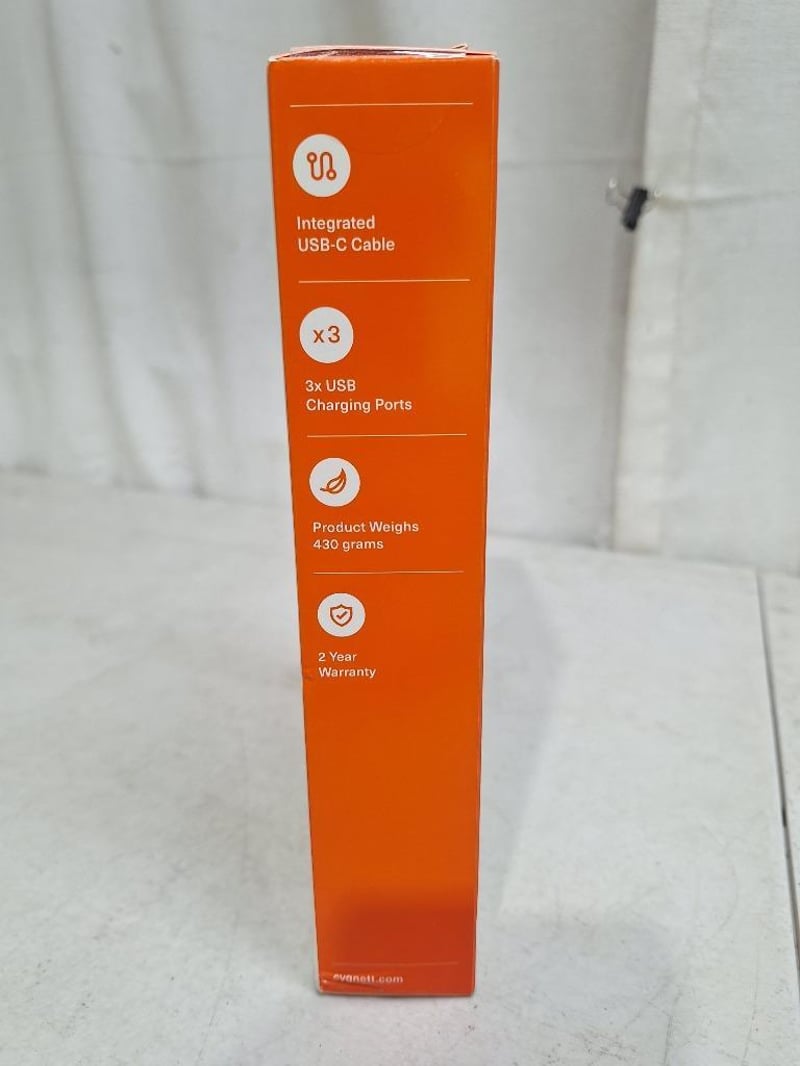 Integrated
USB-C Cable
x3
3x USB
Charging Ports
Product Weighs
430 grams
2 Year
Warranty
cygnett.com